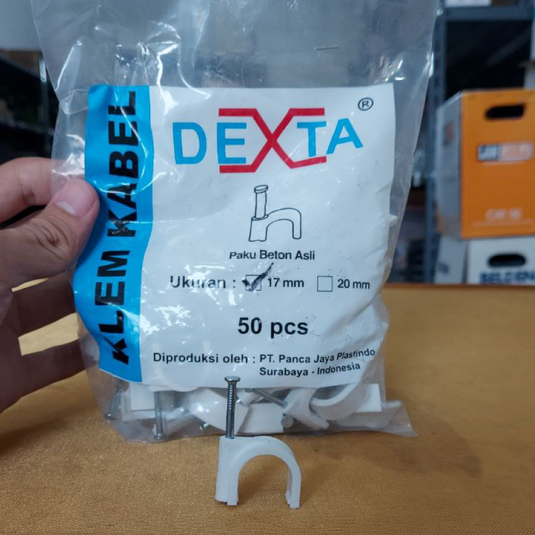 KLEM KABEL
DEXTA ®
Paku Beton Asli
Ukuran : 17 mm 20 mm
50 pcs
Diproduksi oleh : PT. Panca Jaya Plastindo
Surabaya - Indonesia